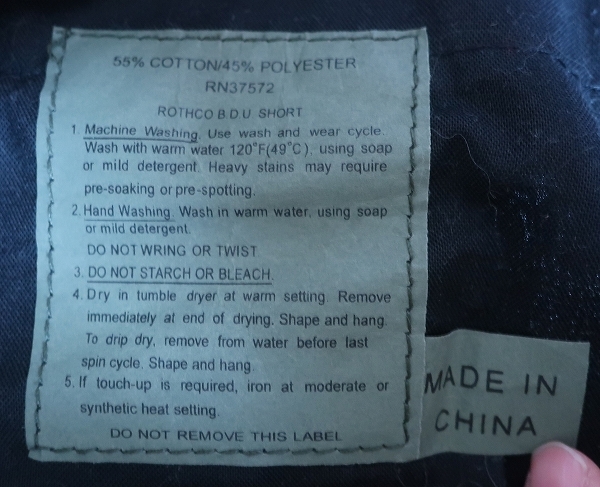 55% COTTON/45% POLYESTER
RN37572
ROTHCO B.D.U SHORT
1. Machine Washing. Use wash and wear cycle.
Wash with warm water 120°F(49°C), using soap
or mild detergent. Heavy stains may require
pre-soaking or pre-spotting.
2. Hand Washing. Wash in warm water, using soap
or mild detergent.
DO NOT WRING OR TWIST
3. DO NOT STARCH OR BLEACH.
4. Dry in tumble dryer at warm setting. Remove
immediately at end of drying. Shape and hang.
To drip dry, remove from water before last
spin cycle. Shape and hang.
5. If touch-up is required, iron at moderate or
synthetic heat setting.
DO NOT REMOVE THIS LABEL
MADE IN
CHINA